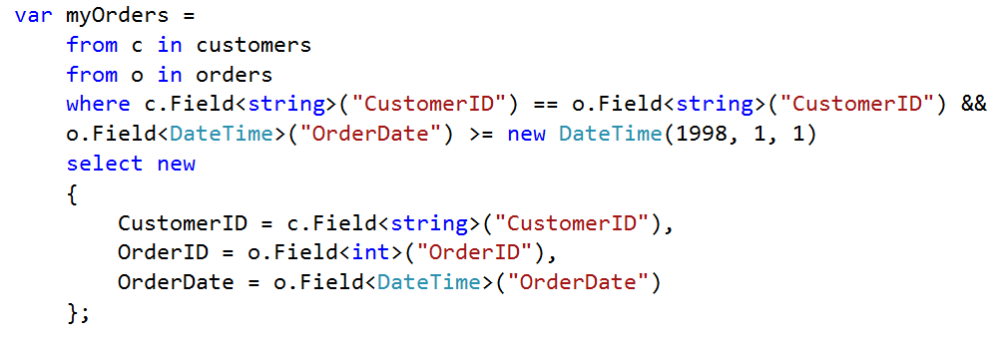 var myOrders =
    from c in customers
    from o in orders
    where c.Field<string>("CustomerID") == o.Field<string>("CustomerID") &&
    o.Field<DateTime>("OrderDate") >= new DateTime(1998, 1, 1)
    select new
    {
        CustomerID = c.Field<string>("CustomerID"),
        OrderID = o.Field<int>("OrderID"),
        OrderDate = o.Field<DateTime>("OrderDate")
    };